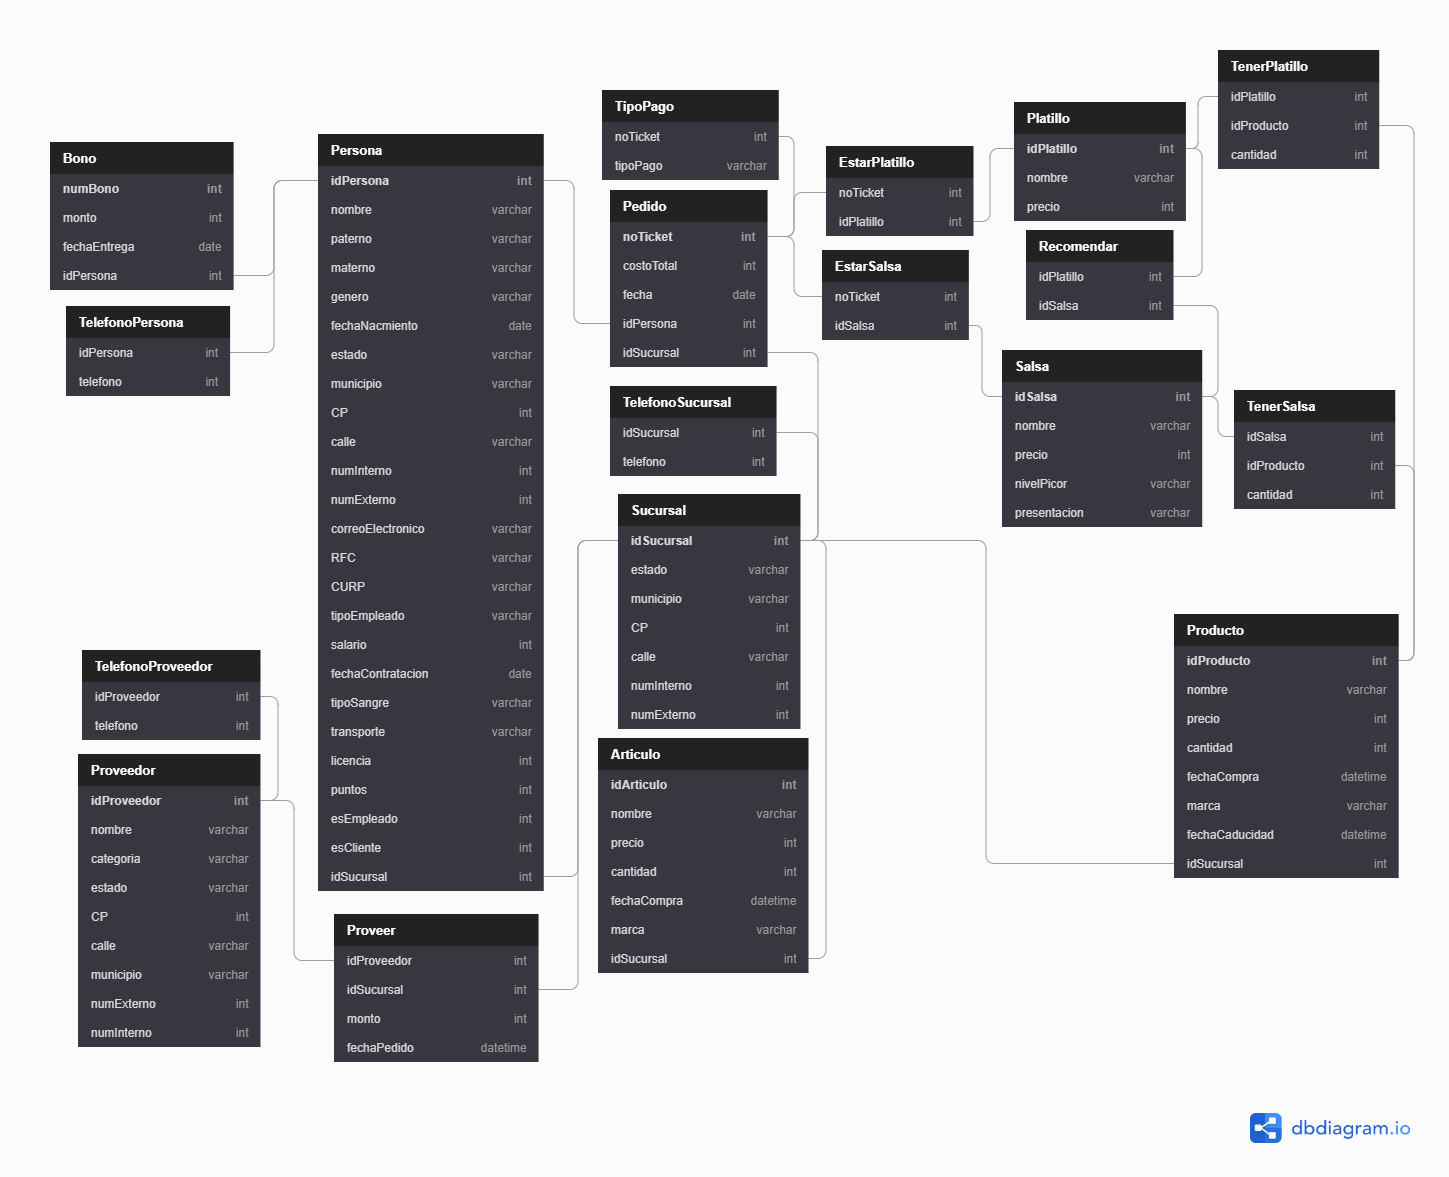 Bono
numBono int
monto int
fechaEntrega date
idPersona int
TelefonoPersona
idPersona int
telefono int
Persona
idPersona int
nombre varchar
paterno varchar
materno varchar
genero varchar
fechaNacmiento date
estado varchar
municipio varchar
CP int
calle varchar
numInterno int
numExterno int
correoElectronico varchar
RFC varchar
CURP varchar
tipoEmpleado varchar
salario int
fechaContratacion date
tipoSangre varchar
transporte varchar
licencia int
puntos int
esEmpleado int
esCliente int
idSucursal int
TelefonoProveedor
idProveedor int
telefono int
Proveedor
idProveedor int
nombre varchar
categoria varchar
estado varchar
CP int
calle varchar
municipio varchar
numExterno int
numInterno int
Proveer
idProveedor int
idSucursal int
monto int
fechaPedido datetime
TipoPago
noTicket int
tipoPago varchar
Pedido
noTicket int
costoTotal int
fecha date
idPersona int
idSucursal int
TelefonoSucursal
idSucursal int
telefono int
Sucursal
idSucursal int
estado varchar
municipio varchar
CP int
calle varchar
numInterno int
numExterno int
Articulo
idArticulo int
nombre varchar
precio int
cantidad int
fechaCompra datetime
marca varchar
idSucursal int
EstarPlatillo
noTicket int
idPlatillo int
EstarSalsa
noTicket int
idSalsa int
Platillo
idPlatillo int
nombre varchar
precio int
Recomendar
idPlatillo int
idSalsa int
Salsa
idSalsa int
nombre varchar
precio int
nivelPicor varchar
presentacion varchar
TenerPlatillo
idPlatillo int
idProducto int
cantidad int
TenerSalsa
idSalsa int
idProducto int
cantidad int
Producto
idProducto int
nombre varchar
precio int
cantidad int
fechaCompra datetime
marca varchar
fechaCaducidad datetime
idSucursal int
dbdiagram.io